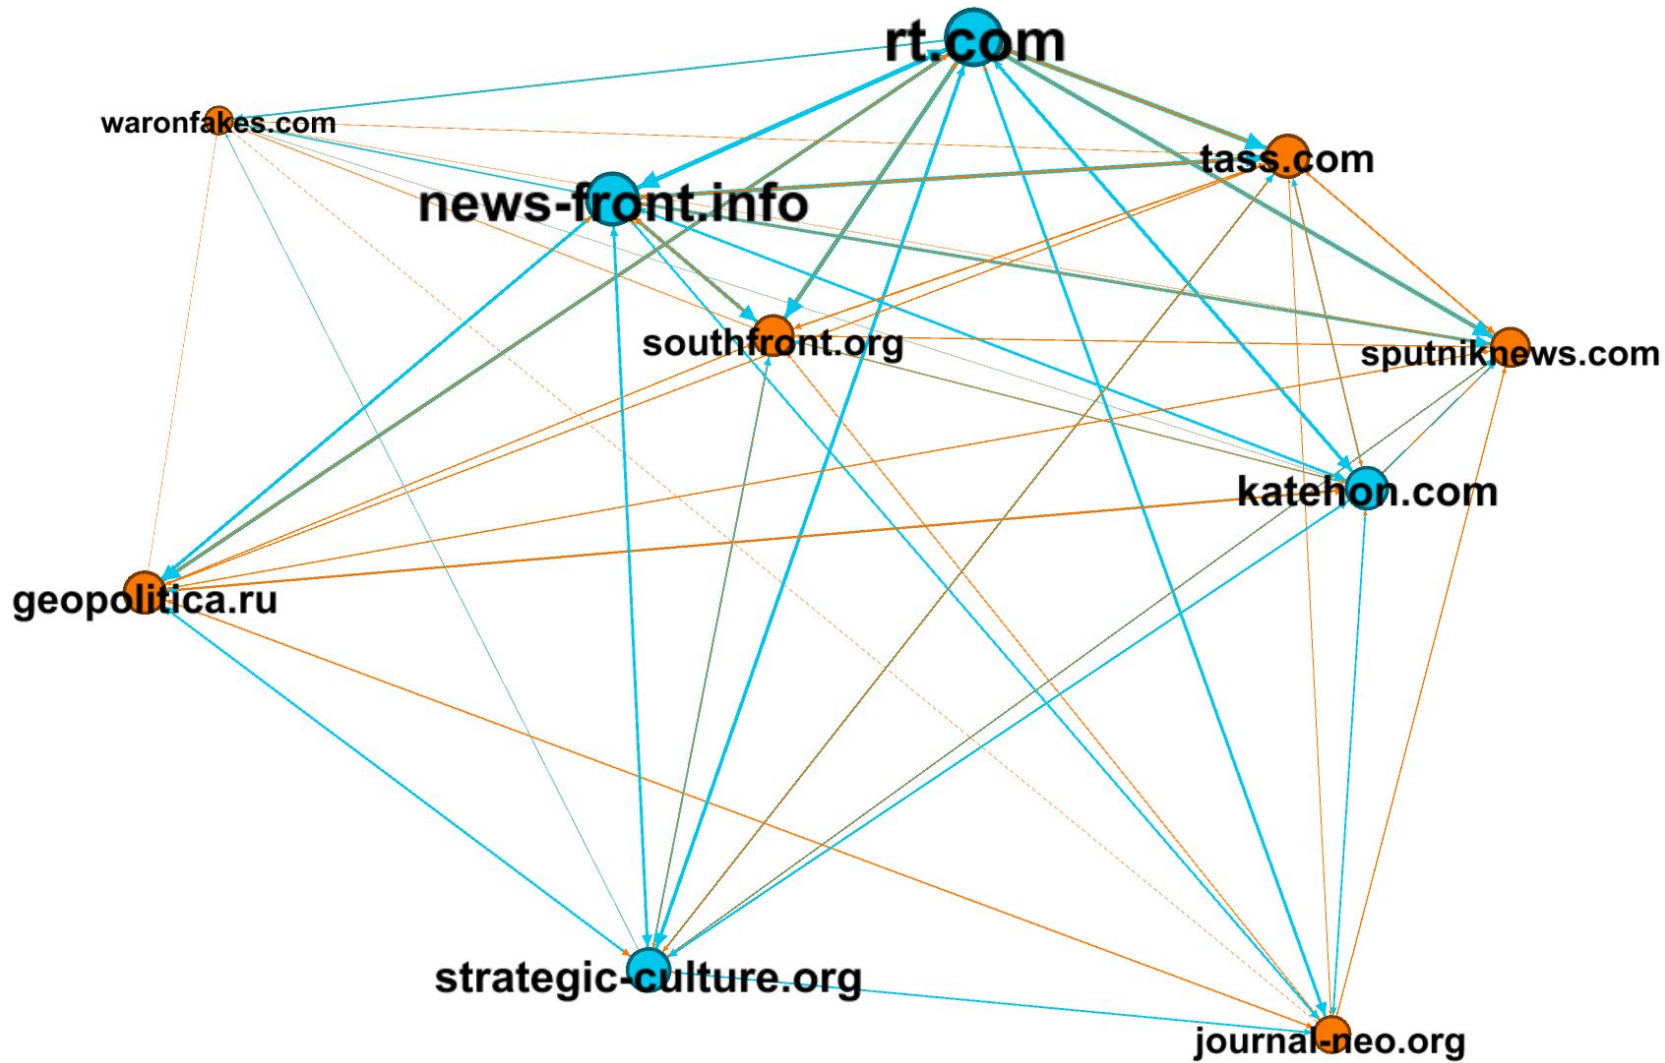 rt.com
waronfakes.com
tass.com
news-front.info
southfront.org
sputniknews.com
katehon.com
geopolitica.ru
strategic-culture.org
journal-neo.org